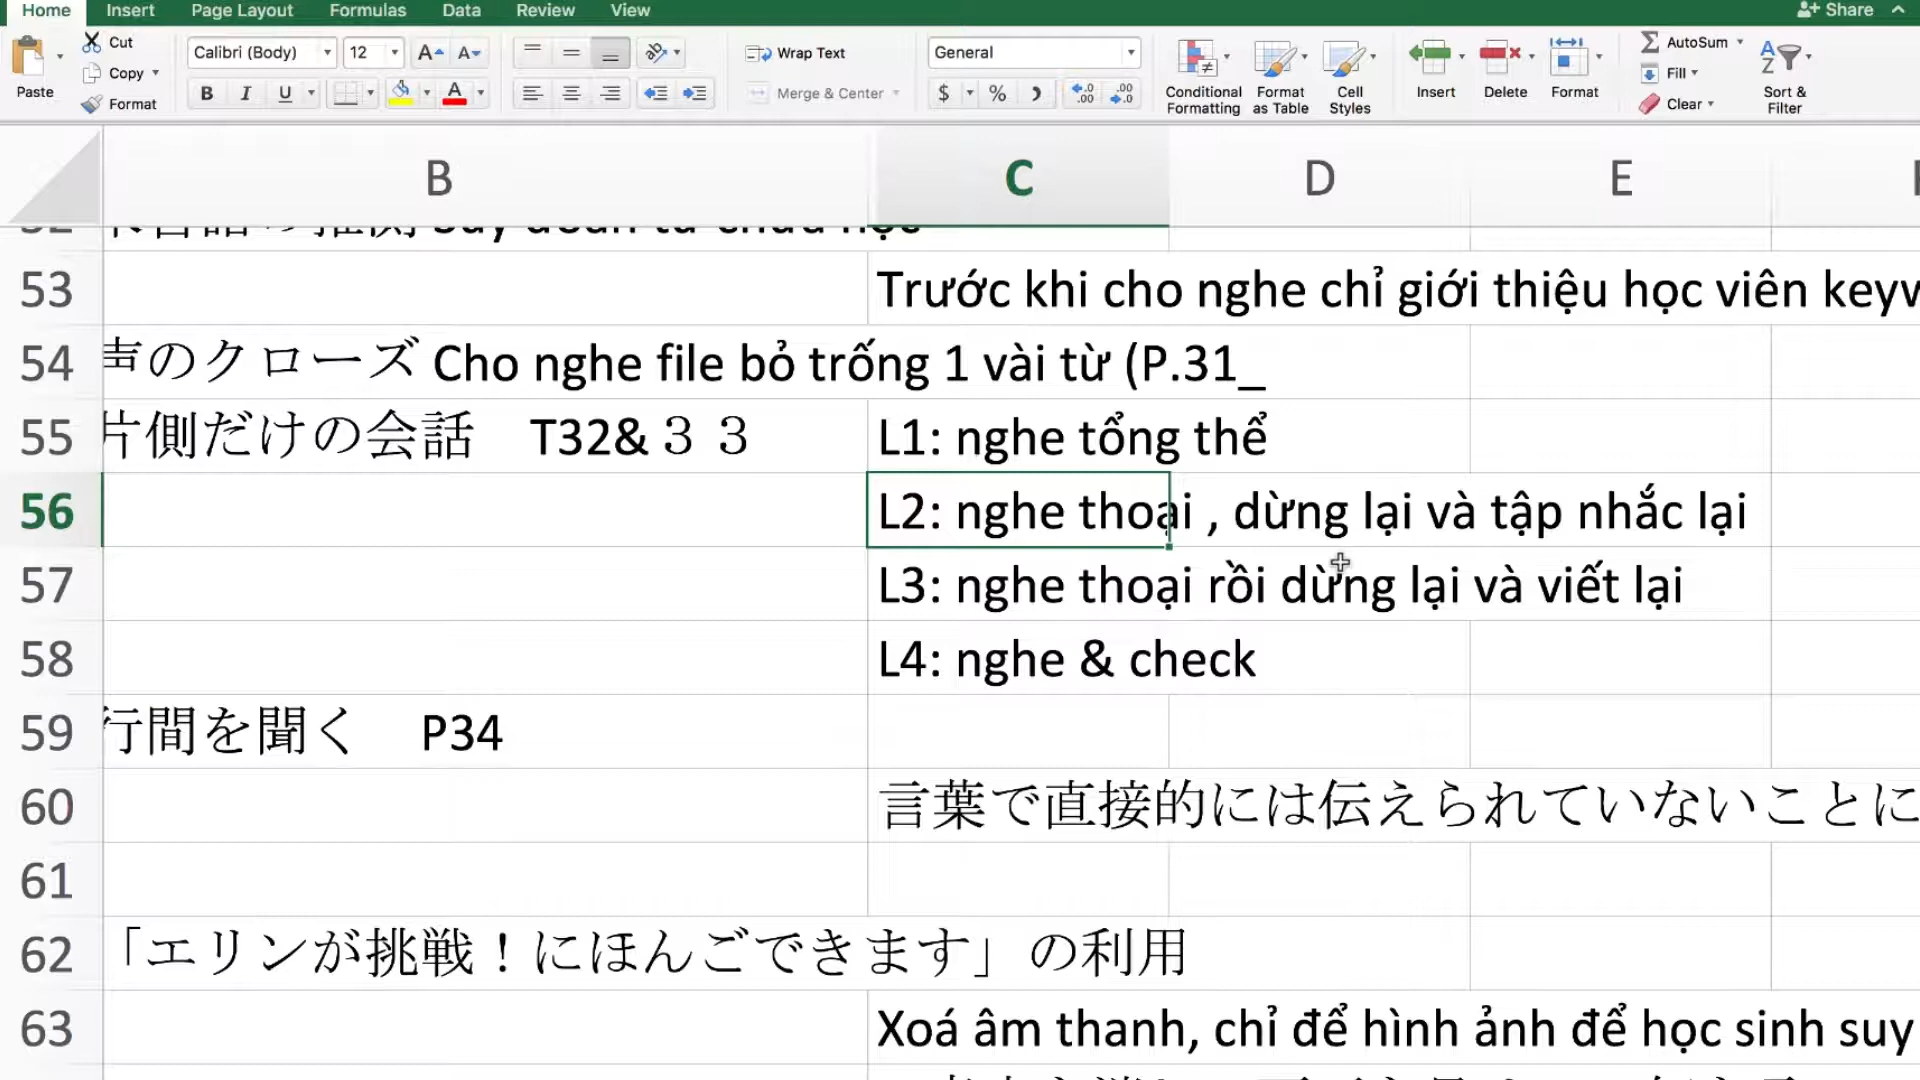 Home Insert Page Layout Formulas Data Review View Share
Cut
Copy
Format
Paste
Calibri (Body) 12
B I U
Wrap Text
Merge & Center
General
$ %
Conditional Formatting
Format as Table
Cell Styles
Insert
Delete
Format
AutoSum
Fill
Clear
Sort & Filter
B C D E
53 Trước khi cho nghe chỉ giới thiệu học viên
54 声のクローズ Cho nghe file bỏ trống 1 vài từ (P.31_
55 片側だけの会話 T32&３３ L1: nghe tổng thể
56 L2: nghe thoại , dừng lại và tập nhắc lại
57 L3: nghe thoại rồi dừng lại và viết lại
58 L4: nghe & check
59 行間を聞く P34
60 言葉で直接的には伝えられていないことに
61
62 「エリンが挑戦！にほんごできます」の利用
63 Xoá âm thanh, chỉ để hình ảnh để học sinh suy